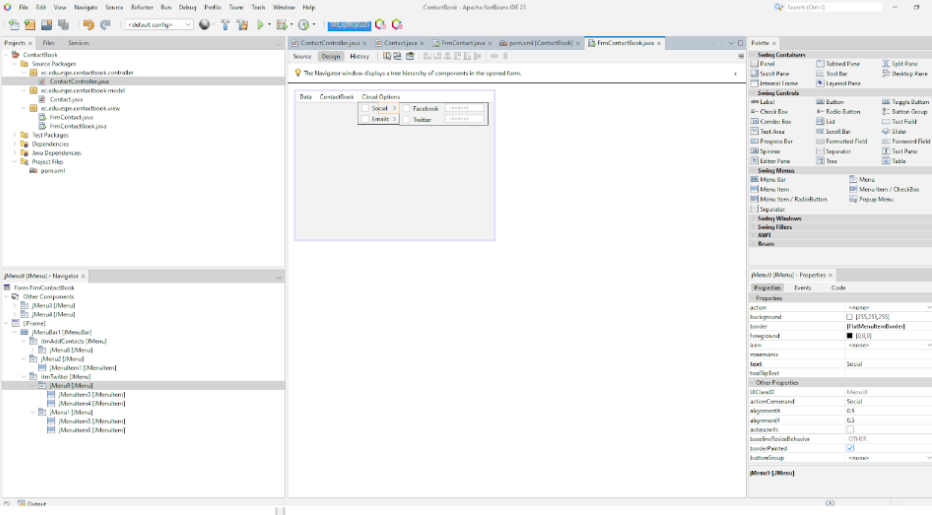 File Edit View Navigate Source Refactor Run Debug Profile Team Tools Window Help
ContactBook - Apache NetBeans IDE 25
Search (Ctrl+I)
<default config>
Projects × Files Services
ContactBook
Source Packages
ec.edu.espe.contactbook.controller
ContactController.java
ec.edu.espe.contactbook.model
Contact.java
ec.edu.espe.contactbook.view
FrmContact.java
FrmContactBook.java
Test Packages
Dependencies
Java Dependencies
Project Files
pom.xml
ContactController.java × Contact.java × FrmContact.java × pom.xml [ContactBook] × FrmContactBook.java ×
Source Design History
The Navigator window displays a tree hierarchy of components in the opened form.
Data ContactBook Cloud Options
Social Facebook
Emails Twitter
Palette ×
Swing Containers
Panel Tabbed Pane Split Pane
Scroll Pane Tool Bar Desktop Pane
Internal Frame Layered Pane
Swing Controls
Label Button Toggle Button
Check Box Radio Button Button Group
Combo Box List Text Field
Text Area Scroll Bar Slider
Progress Bar Formatted Field Password Field
Spinner Separator Text Pane
Editor Pane Tree Table
Swing Menus
Menu Bar Menu
Menu Item Menu Item / CheckBox
Menu Item / RadioButton Popup Menu
Separator
Swing Windows
Swing Fillers
AWT
Beans
jMenu9 [JMenu] - Navigator ×
Form FrmContactBook
Other Components
jMenu3 [JMenu]
jMenu4 [JMenu]
[JFrame]
jMenuBar1 [JMenuBar]
itmAddContacts [JMenu]
jMenu6 [JMenu]
jMenu2 [JMenu]
jMenuItem1 [JMenuItem]
itmTwitter [JMenu]
jMenu9 [JMenu]
jMenuItem3 [JMenuItem]
jMenuItem4 [JMenuItem]
jMenu1 [JMenu]
jMenuItem5 [JMenuItem]
jMenuItem6 [JMenuItem]
jMenu9 [JMenu] - Properties ×
Properties Events Code
Properties
action <none>
background [255,255,255]
border [FlatMenuItemBorder]
foreground [0,0,0]
icon <none>
mnemonic
text Social
toolTipText
Other Properties
UIClassID MenuUI
actionCommand Social
alignmentX 0.5
alignmentY 0.5
autoscrolls
baselineResizeBehavior OTHER
borderPainted
buttonGroup <none>
jMenu9 [JMenu]
Output